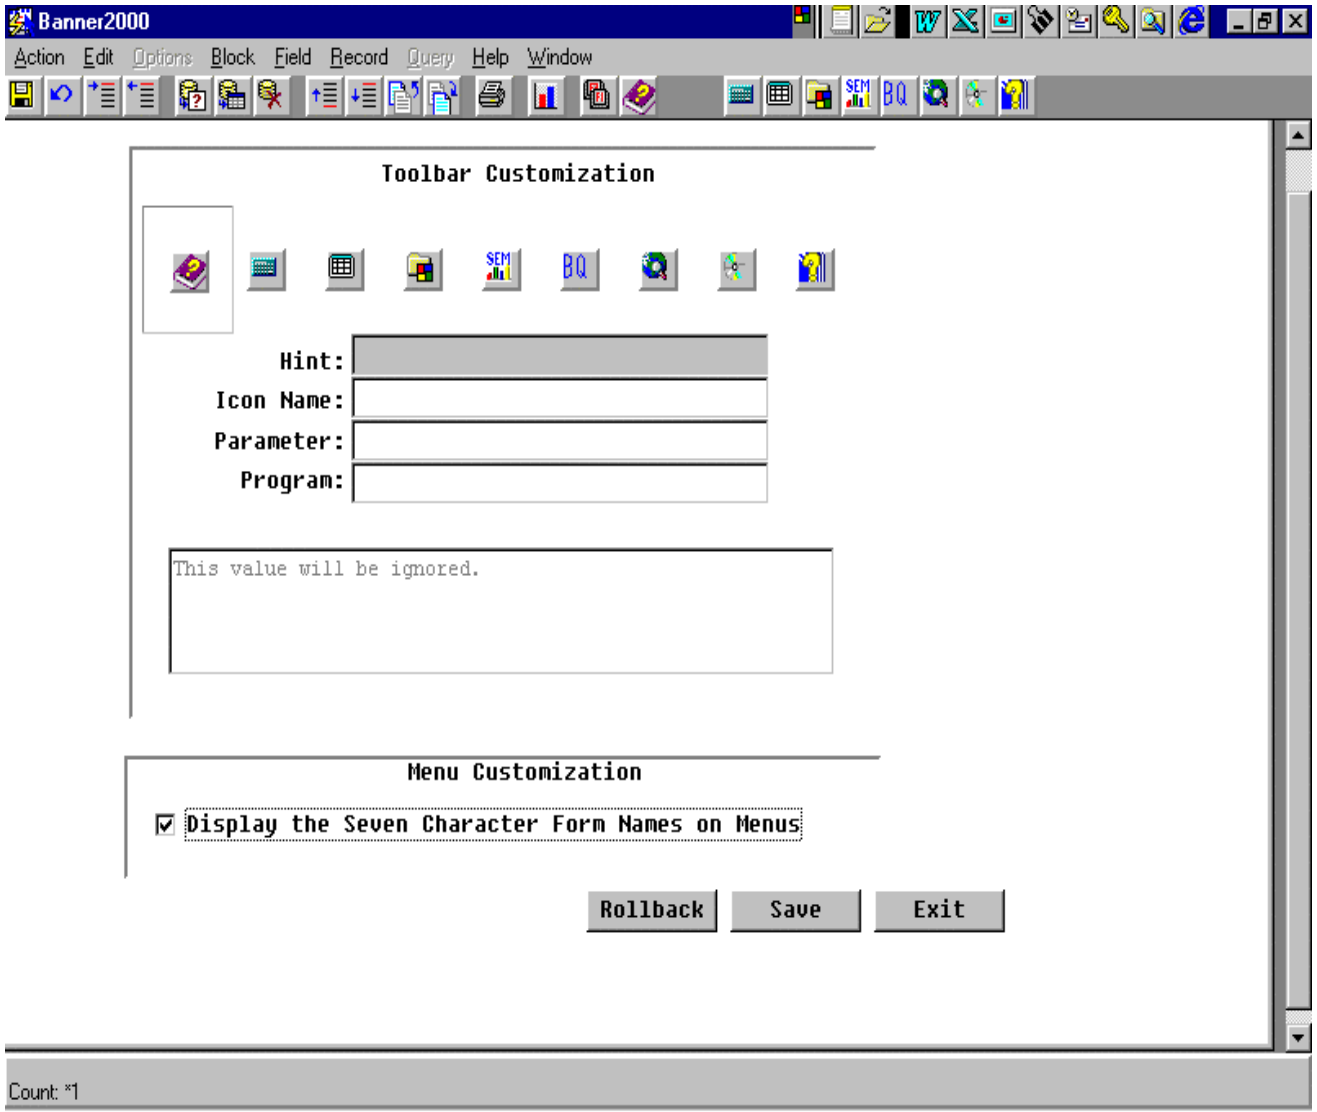 Banner2000
Action Edit Options Block Field Record Query Help Window
SEM BQ
Toolbar Customization
SEM BQ
Hint:
Icon Name:
Parameter:
Program:
This value will be ignored.
Menu Customization
Display the Seven Character Form Names on Menus
Rollback Save Exit
Count: *1